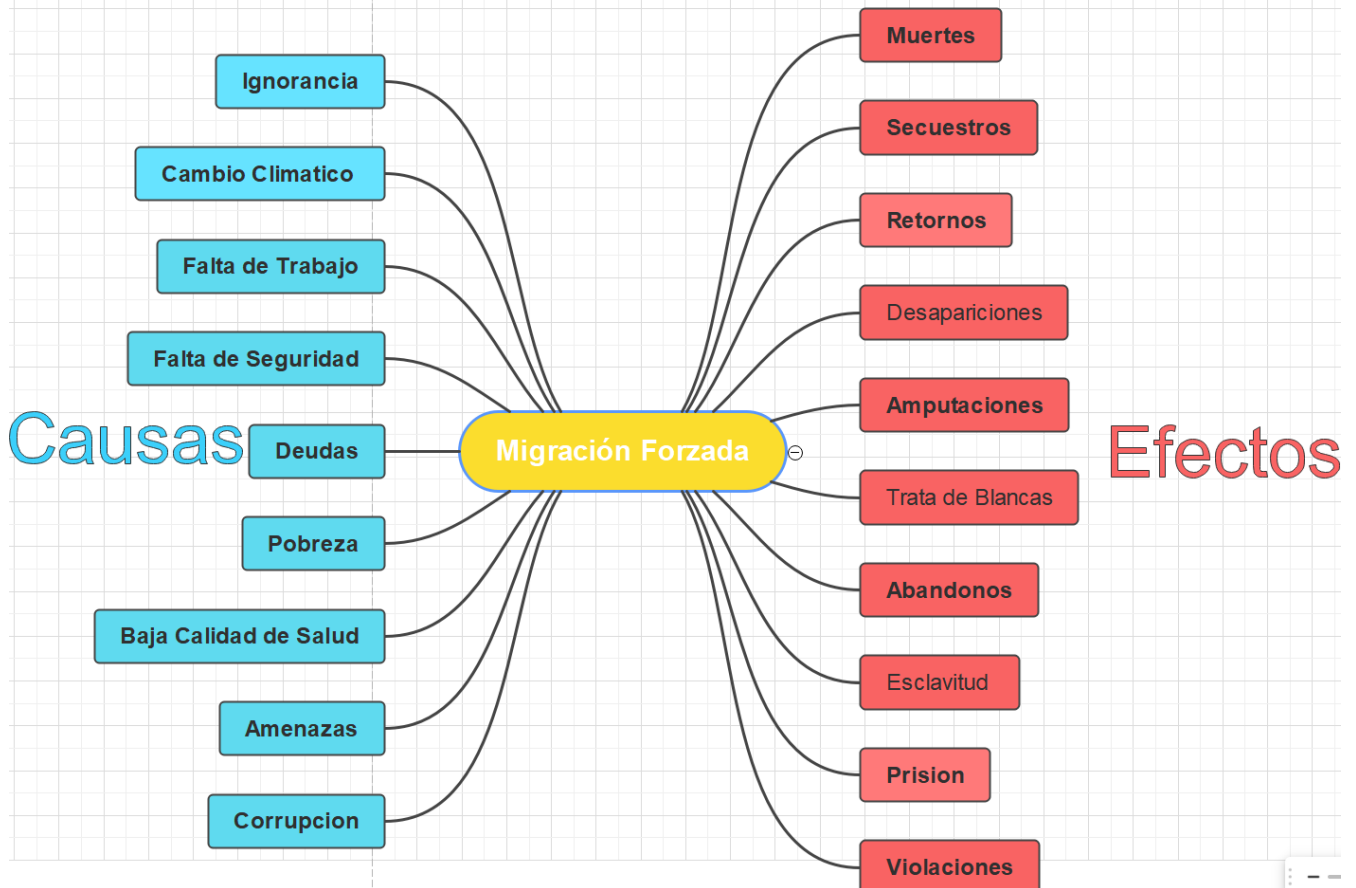 Causas
Ignorancia
Cambio Climatico
Falta de Trabajo
Falta de Seguridad
Deudas
Pobreza
Baja Calidad de Salud
Amenazas
Corrupcion
Migración Forzada
Efectos
Muertes
Secuestros
Retornos
Desapariciones
Amputaciones
Trata de Blancas
Abandonos
Esclavitud
Prision
Violaciones